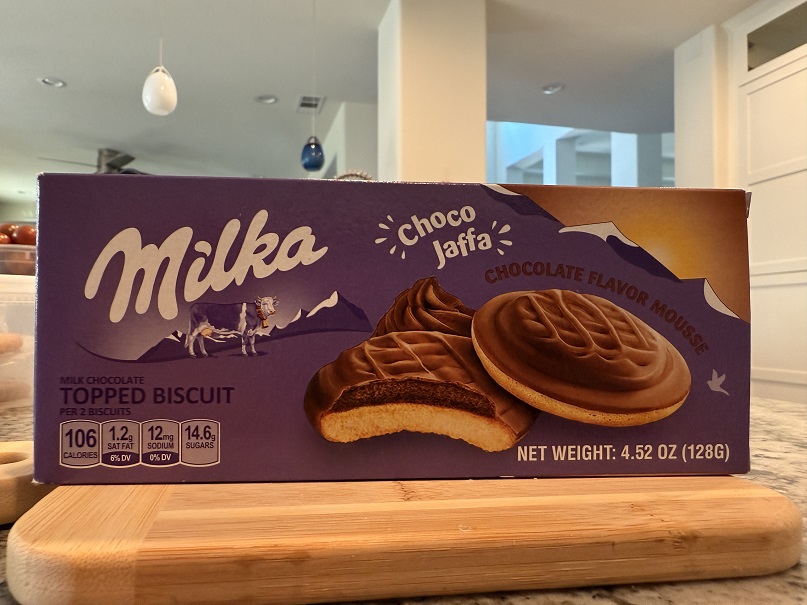 Milka
Choco
Jaffa
CHOCOLATE FLAVOR MOUSSE
MILK CHOCOLATE
TOPPED BISCUIT
PER 2 BISCUITS
106
CALORIES
1.2g
SAT FAT
6% DV
12mg
SODIUM
0% DV
14.6g
SUGARS
NET WEIGHT: 4.52 OZ (128G)